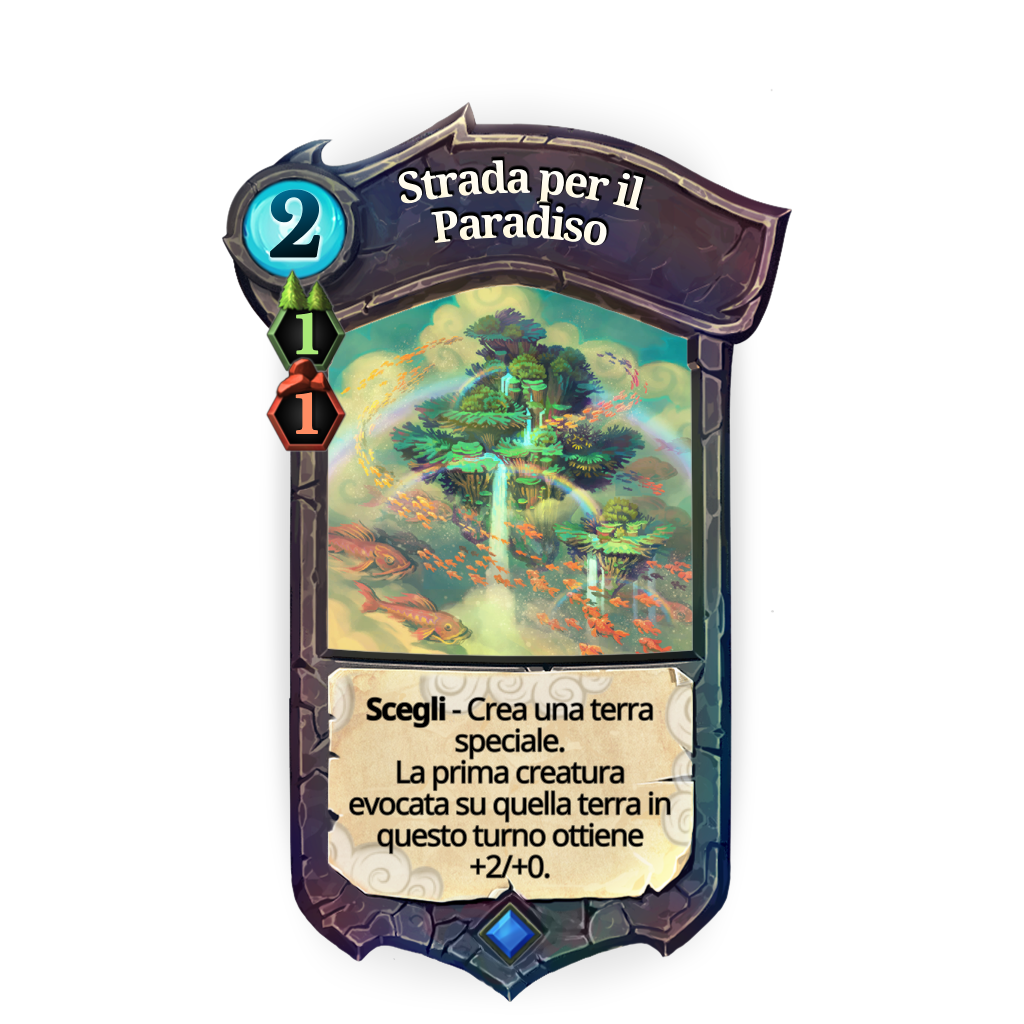 Strada per il
Paradiso
2
1
1
Scegli - Crea una terra
speciale.
La prima creatura
evocata su quella terra in
questo turno ottiene
+2/+0.